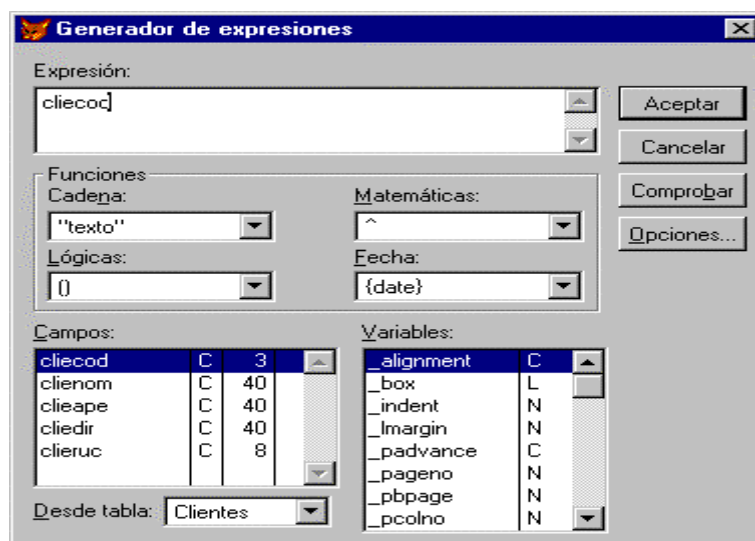 Generador de expresiones
Expresión:
cliecod
Aceptar
Cancelar
Comprobar
Opciones...
Funciones
Cadena:
Matemáticas:
"texto"
^
Lógicas:
Fecha:
()
{date}
Campos:
Variables:
cliecod C 3
clienom C 40
clieape C 40
cliedir C 40
clieruc C 8
_alignment C
_box L
_indent N
_lmargin N
_padvance C
_pageno N
_pbpage N
_pcolno N
Desde tabla: Clientes